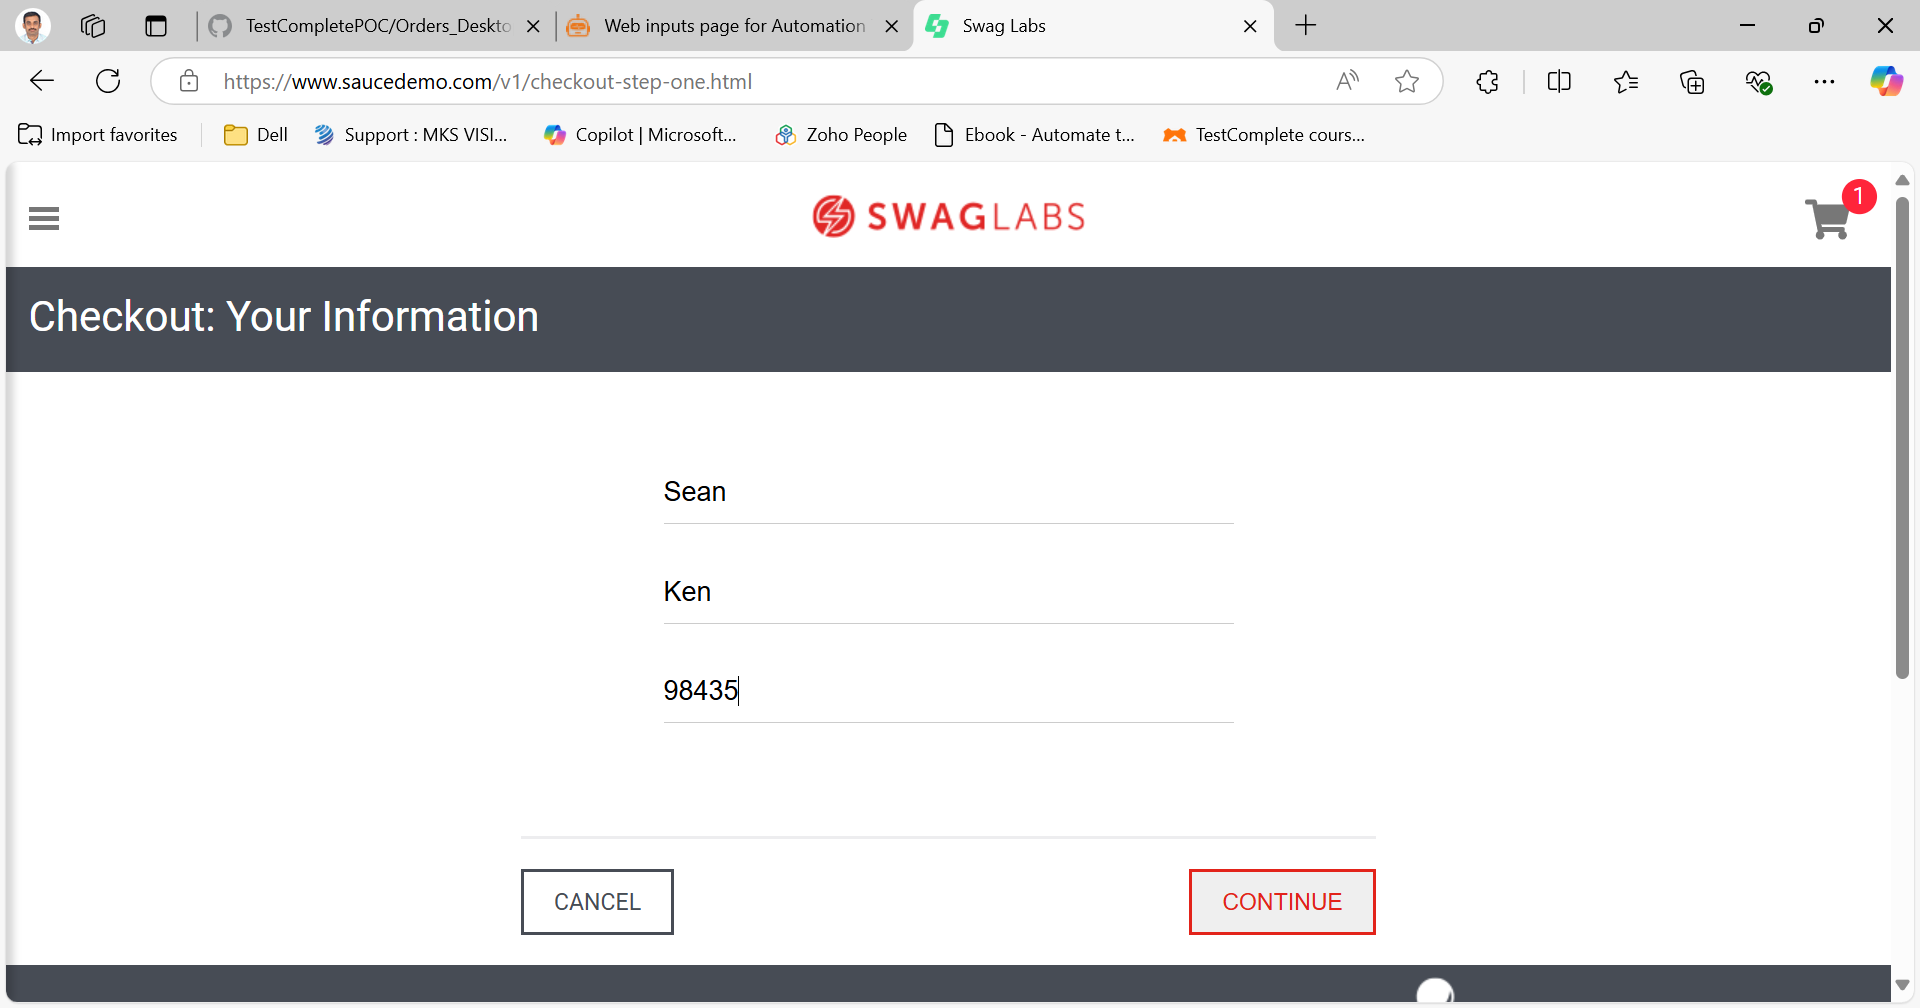 TestCompletePOC/Orders_Deskto
Web inputs page for Automation
Swag Labs
https://www.saucedemo.com/v1/checkout-step-one.html
Import favorites
Dell
Support : MKS VISI...
Copilot | Microsoft...
Zoho People
Ebook - Automate t...
TestComplete cours...
SWAGLABS
1
Checkout: Your Information
Sean
Ken
98435
CANCEL
CONTINUE